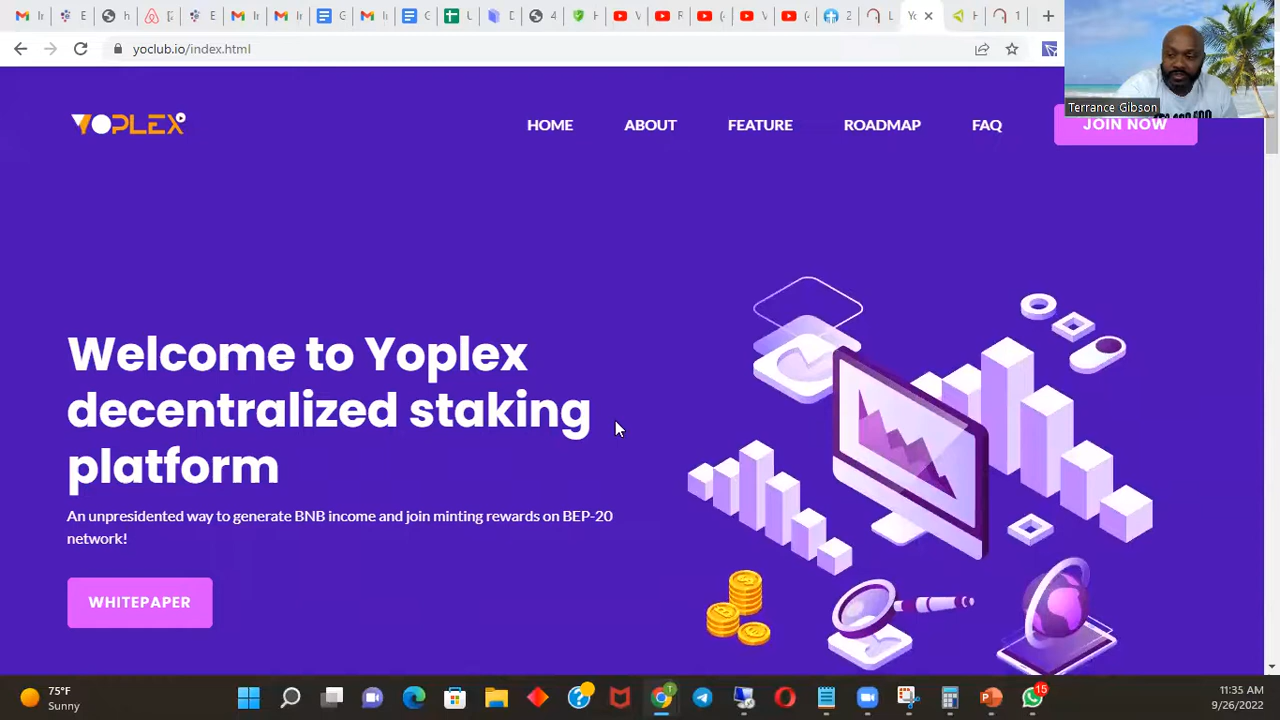 yoclub.io/index.html
Terrance Gibson
YOPLEX
HOME
ABOUT
FEATURE
ROADMAP
FAQ
JOIN NOW
Welcome to Yoplex
decentralized staking
platform
An unpresidented way to generate BNB income and join minting rewards on BEP-20
network!
WHITEPAPER
75°F
Sunny
15
11:35 AM
9/26/2022